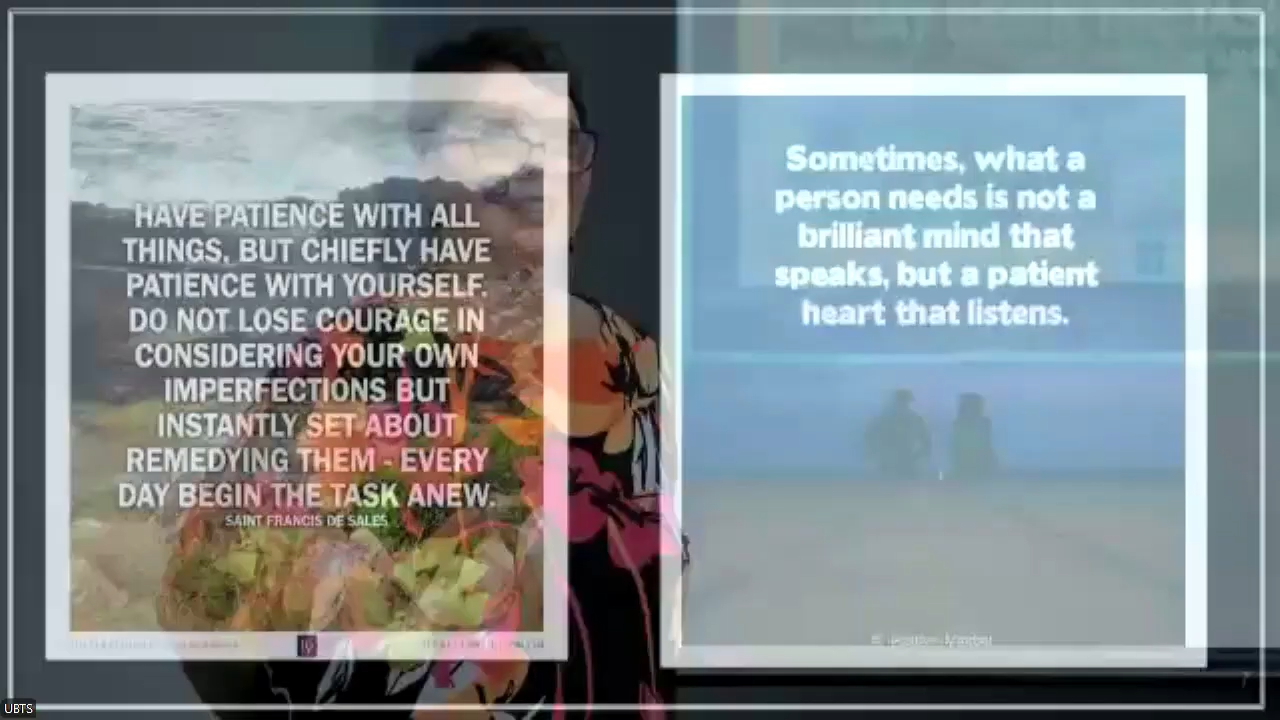 HAVE PATIENCE WITH ALL
THINGS, BUT CHIEFLY HAVE
PATIENCE WITH YOURSELF.
DO NOT LOSE COURAGE IN
CONSIDERING YOUR OWN
IMPERFECTIONS BUT
INSTANTLY SET ABOUT
REMEDYING THEM - EVERY
DAY BEGIN THE TASK ANEW.
SAINT FRANCIS DE SALES
Sometimes, what a
person needs is not a
brilliant mind that
speaks, but a patient
heart that listens.
UBTS